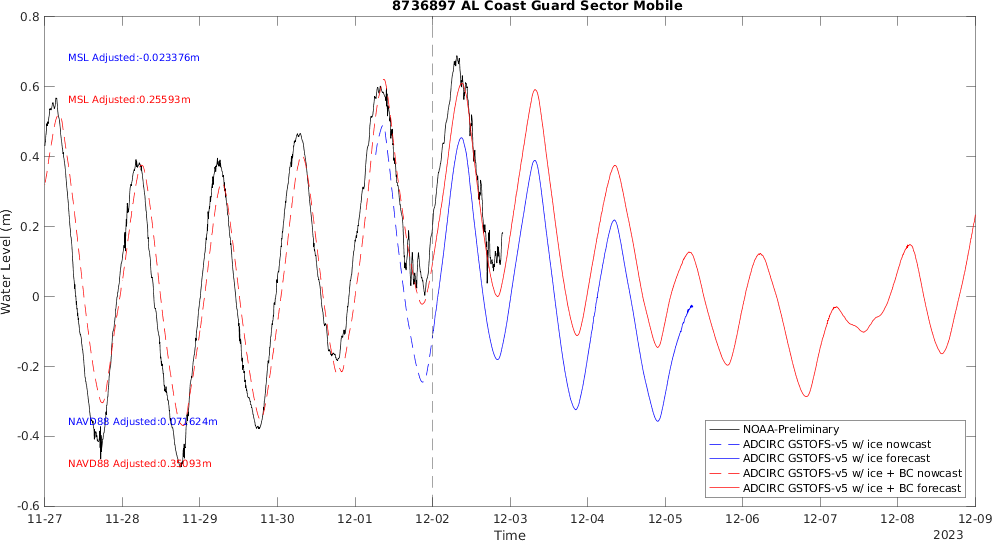 8736897 AL Coast Guard Sector Mobile
0.8
MSL Adjusted:-0.023376m
0.6
MSL Adjusted:0.25593m
0.4
0.2
Water Level (m)
0
-0.2
NAVD88 Adjusted:0.077624m
-0.4
NOAA-Preliminary
ADCIRC GSTOFS-v5 w/ ice nowcast
ADCIRC GSTOFS-v5 w/ ice forecast
NAVD88 Adjusted:
ADCIRC GSTOFS-v5 w/ ice + BC nowcast
ADCIRC GSTOFS-v5 w/ ice + BC forecast
-0.6
11-27 11-28 11-29 11-30 12-01 12-02 12-03 12-04 12-05 12-06 12-07 12-08 12-09
Time
2023